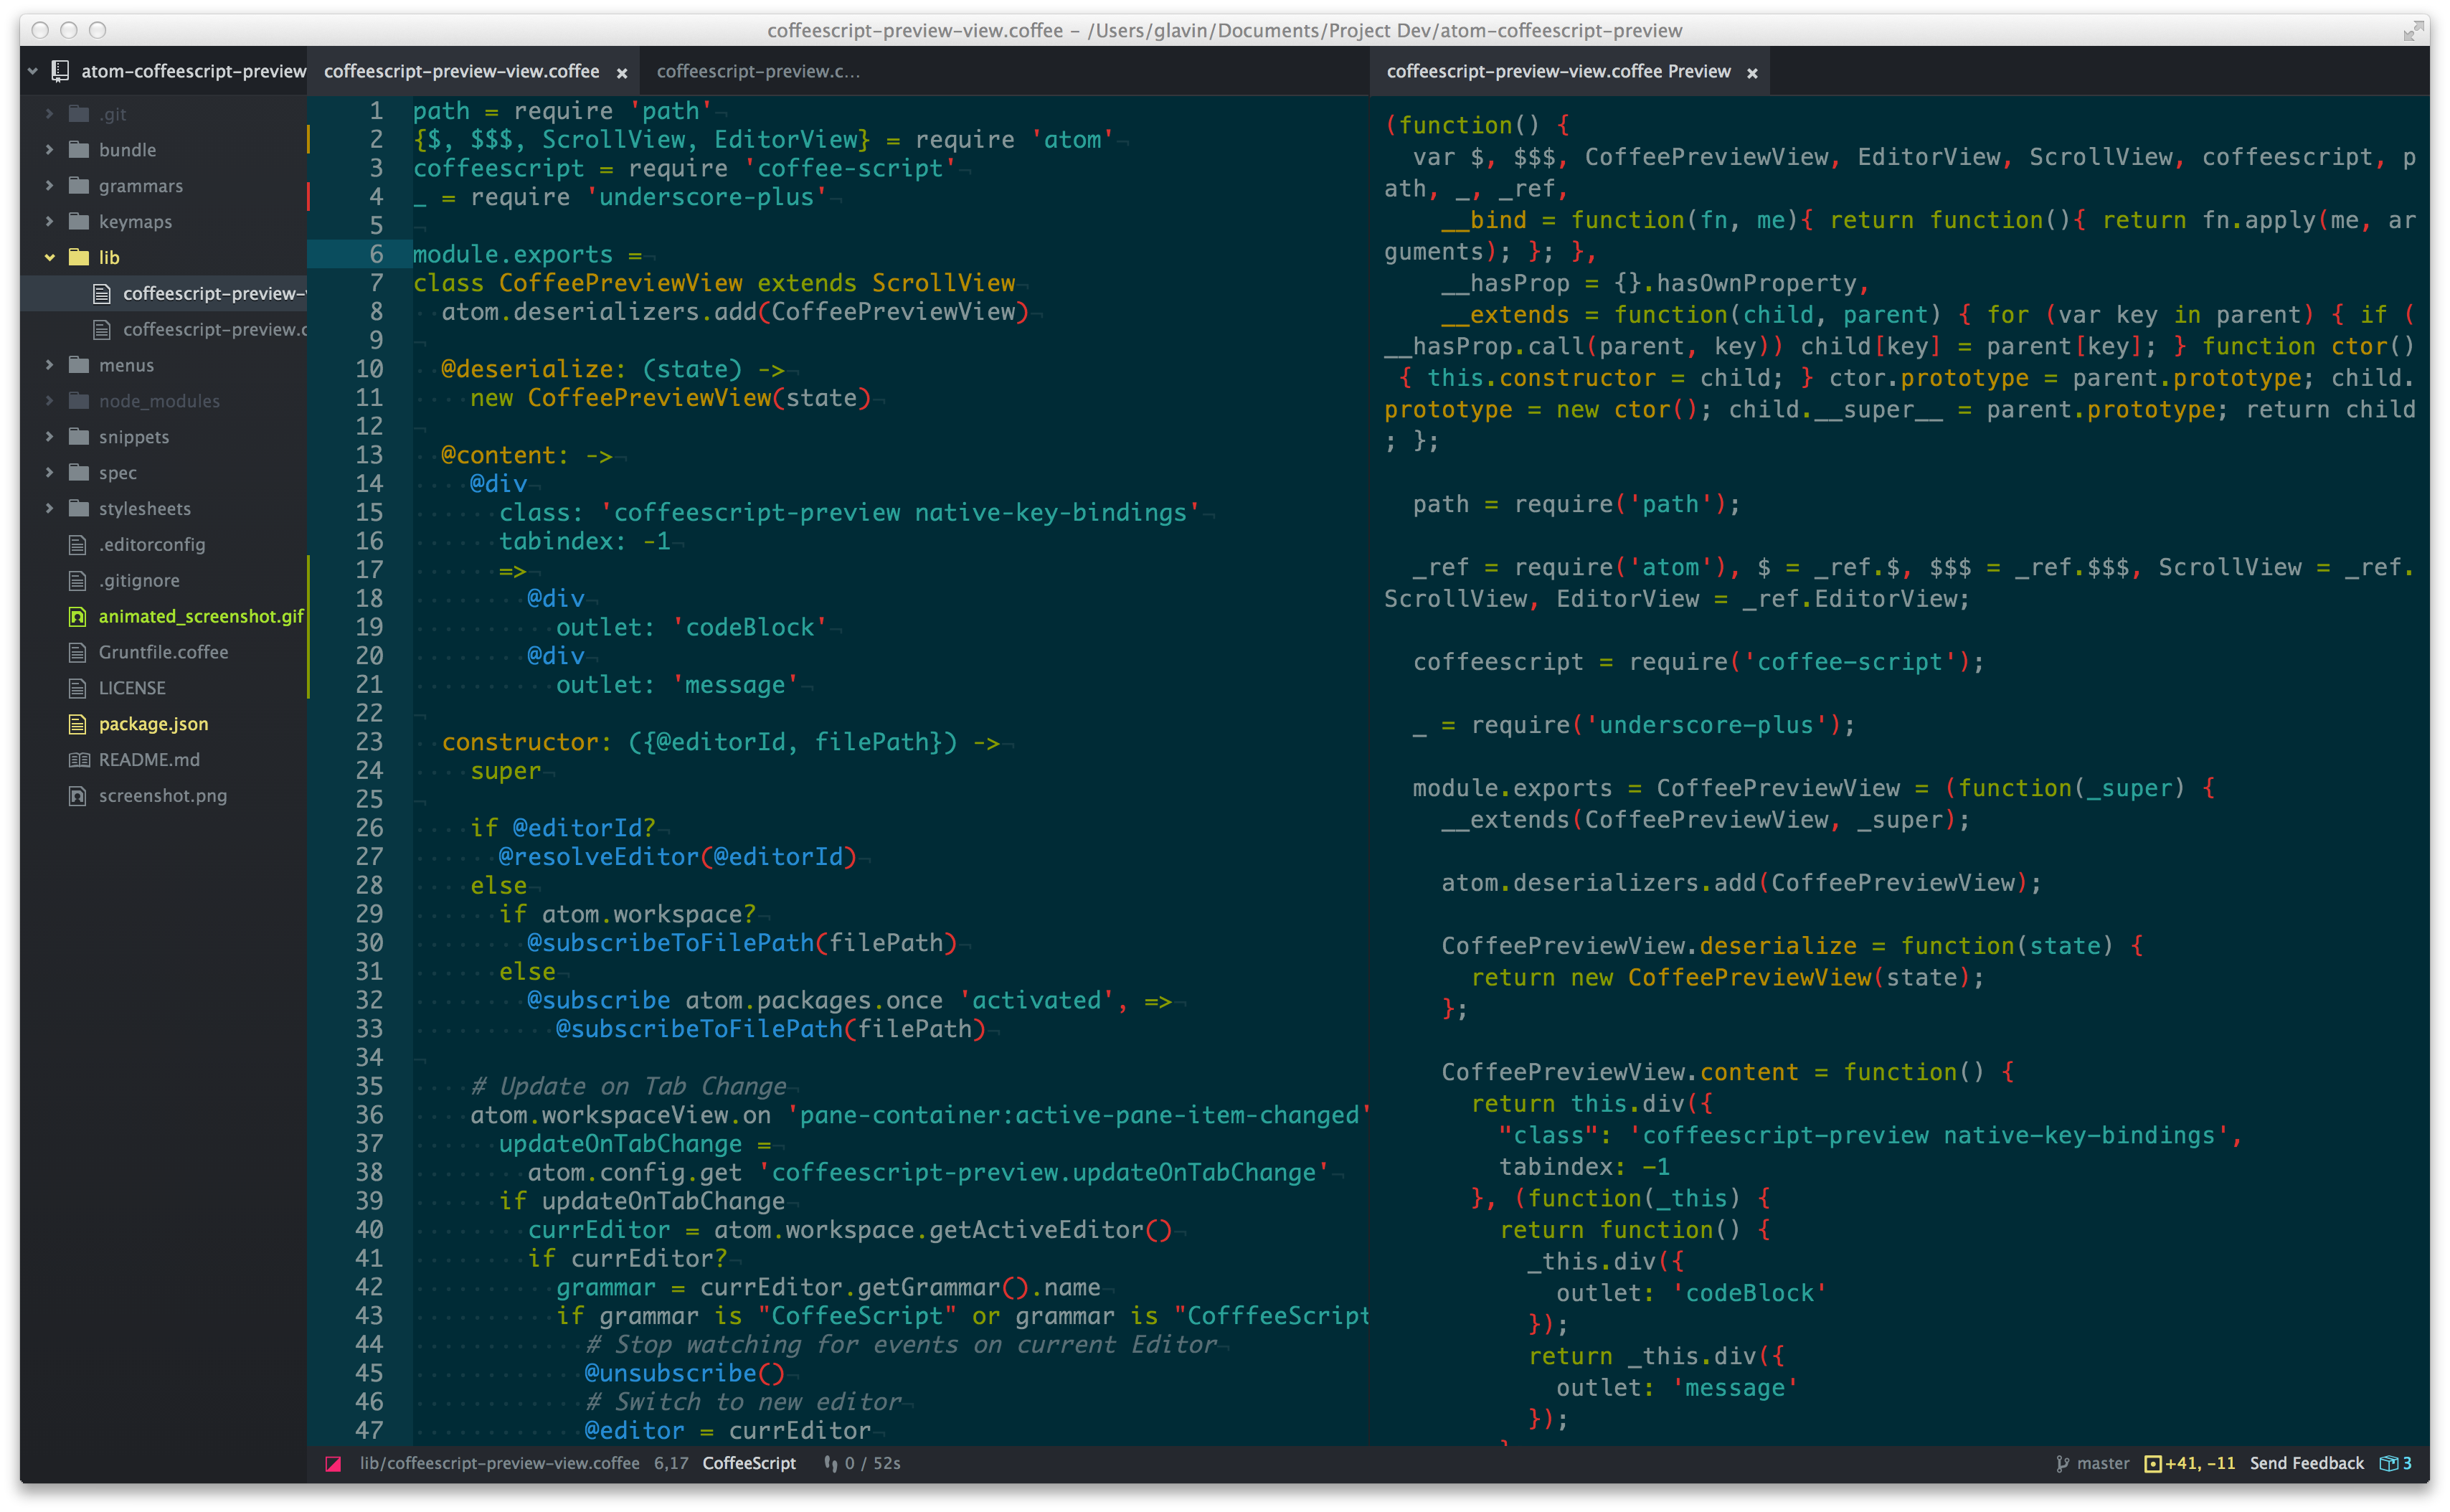 coffeescript-preview-view.coffee – /Users/glavin/Documents/Project Dev/atom-coffeescript-preview
atom-coffeescript-preview
.git
bundle
grammars
keymaps
lib
coffeescript-preview-
coffeescript-preview.c
menus
node_modules
snippets
spec
stylesheets
.editorconfig
.gitignore
animated_screenshot.gif
Gruntfile.coffee
LICENSE
package.json
README.md
screenshot.png
coffeescript-preview-view.coffee × coffeescript-preview.c...
1 path = require 'path'
2 {$, $$$, ScrollView, EditorView} = require 'atom'
3 coffeescript = require 'coffee-script'
4 _ = require 'underscore-plus'
5
6 module.exports =
7 class CoffeePreviewView extends ScrollView
8   atom.deserializers.add(CoffeePreviewView)
9
10   @deserialize: (state) ->
11     new CoffeePreviewView(state)
12
13   @content: ->
14     @div
15       class: 'coffeescript-preview native-key-bindings'
16       tabindex: -1
17       =>
18         @div
19           outlet: 'codeBlock'
20         @div
21           outlet: 'message'
22
23   constructor: ({@editorId, filePath}) ->
24     super
25
26     if @editorId?
27       @resolveEditor(@editorId)
28     else
29       if atom.workspace?
30         @subscribeToFilePath(filePath)
31       else
32         @subscribe atom.packages.once 'activated', =>
33           @subscribeToFilePath(filePath)
34
35     # Update on Tab Change
36     atom.workspaceView.on 'pane-container:active-pane-item-changed'
37       updateOnTabChange =
38         atom.config.get 'coffeescript-preview.updateOnTabChange'
39       if updateOnTabChange
40         currEditor = atom.workspace.getActiveEditor()
41         if currEditor?
42           grammar = currEditor.getGrammar().name
43           if grammar is "CoffeeScript" or grammar is "CofffeeScript
44             # Stop watching for events on current Editor
45             @unsubscribe()
46             # Switch to new editor
47             @editor = currEditor
coffeescript-preview-view.coffee Preview ×
(function() {
  var $, $$$, CoffeePreviewView, EditorView, ScrollView, coffeescript, p
ath, _, _ref,
    __bind = function(fn, me){ return function(){ return fn.apply(me, ar
guments); }; },
    __hasProp = {}.hasOwnProperty,
    __extends = function(child, parent) { for (var key in parent) { if (
__hasProp.call(parent, key)) child[key] = parent[key]; } function ctor()
 { this.constructor = child; } ctor.prototype = parent.prototype; child.
prototype = new ctor(); child.__super__ = parent.prototype; return child
; };
  path = require('path');
  _ref = require('atom'), $ = _ref.$, $$$ = _ref.$$$, ScrollView = _ref.
ScrollView, EditorView = _ref.EditorView;
  coffeescript = require('coffee-script');
  _ = require('underscore-plus');
  module.exports = CoffeePreviewView = (function(_super) {
    __extends(CoffeePreviewView, _super);
    atom.deserializers.add(CoffeePreviewView);
    CoffeePreviewView.deserialize = function(state) {
      return new CoffeePreviewView(state);
    };
    CoffeePreviewView.content = function() {
      return this.div({
        "class": 'coffeescript-preview native-key-bindings',
        tabindex: -1
      }, (function(_this) {
        return function() {
          _this.div({
            outlet: 'codeBlock'
          });
          return _this.div({
            outlet: 'message'
          });
lib/coffeescript-preview-view.coffee 6,17 CoffeeScript 0 / 52s master +41, -11 Send Feedback 3